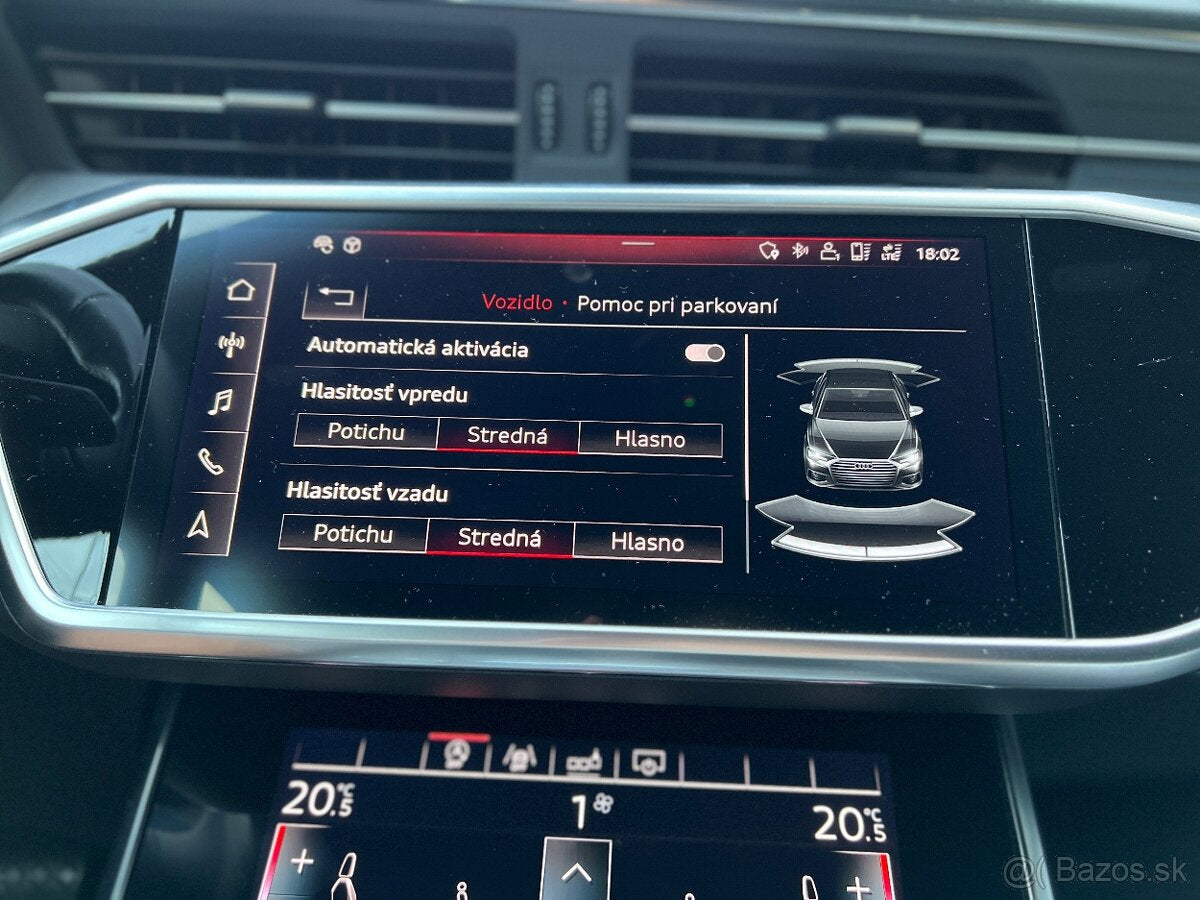 LTE 18:02
Vozidlo · Pomoc pri parkovaní
Automatická aktivácia
Hlasitosť vpredu
Potichu Stredná Hlasno
Hlasitosť vzadu
Potichu Stredná Hlasno
20.5°C 1 20.5°C
@( Bazos.sk